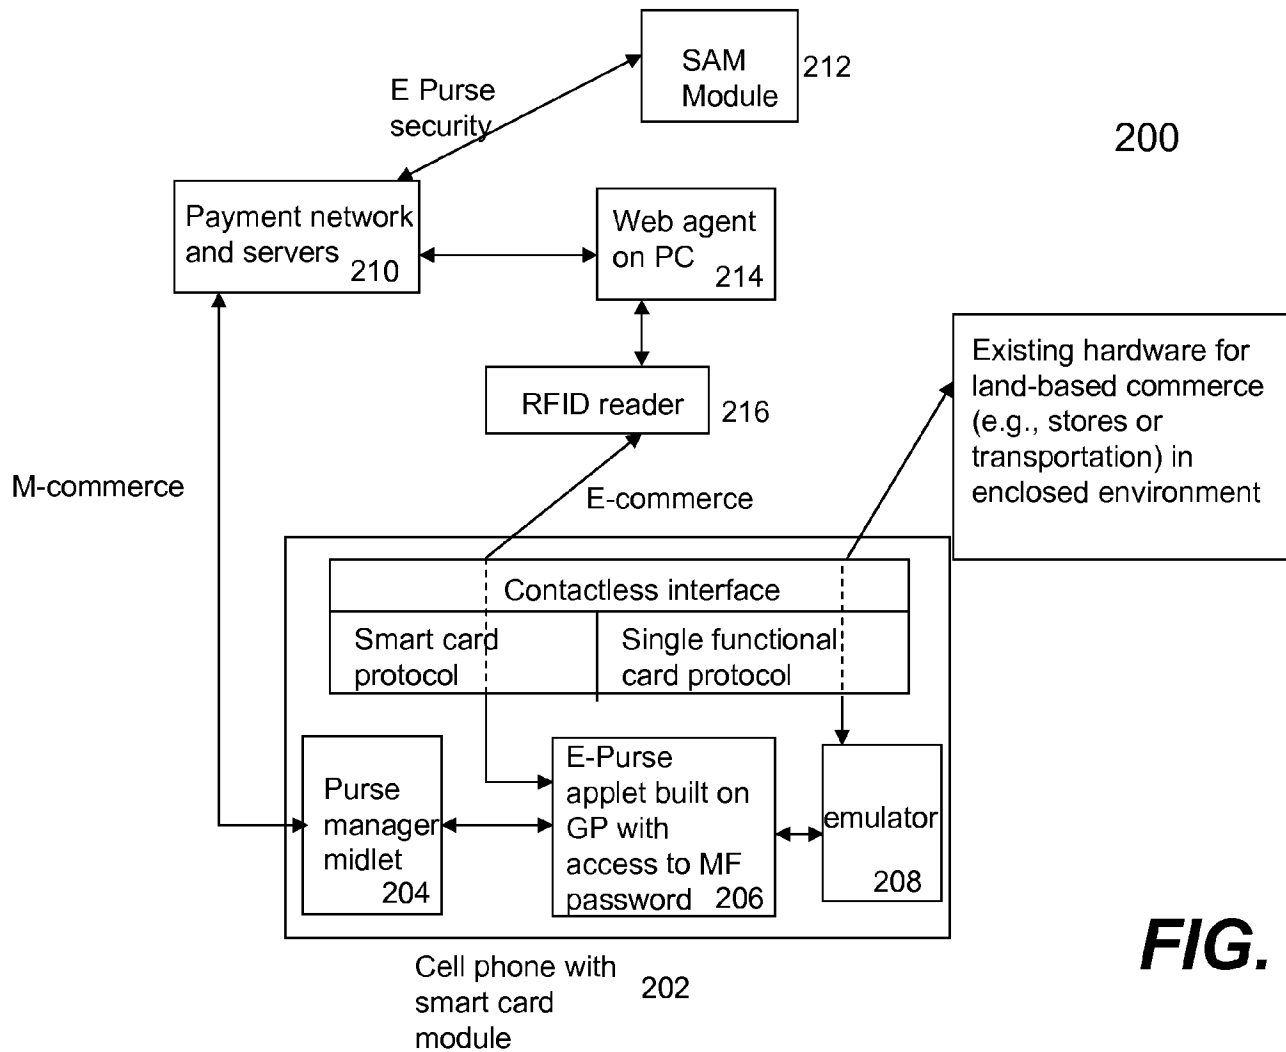 SAM
Module
212
E Purse
security
200
Payment network
and servers
210
Web agent
on PC
214
Existing hardware for
land-based commerce
(e.g., stores or
transportation) in
enclosed environment
RFID reader
216
M-commerce
E-commerce
Contactless interface
Smart card
protocol
Single functional
card protocol
Purse
manager
midlet
204
E-Purse
applet built on
GP with
access to MF
password
206
emulator
208
Cell phone with
smart card
module
202
FIG.